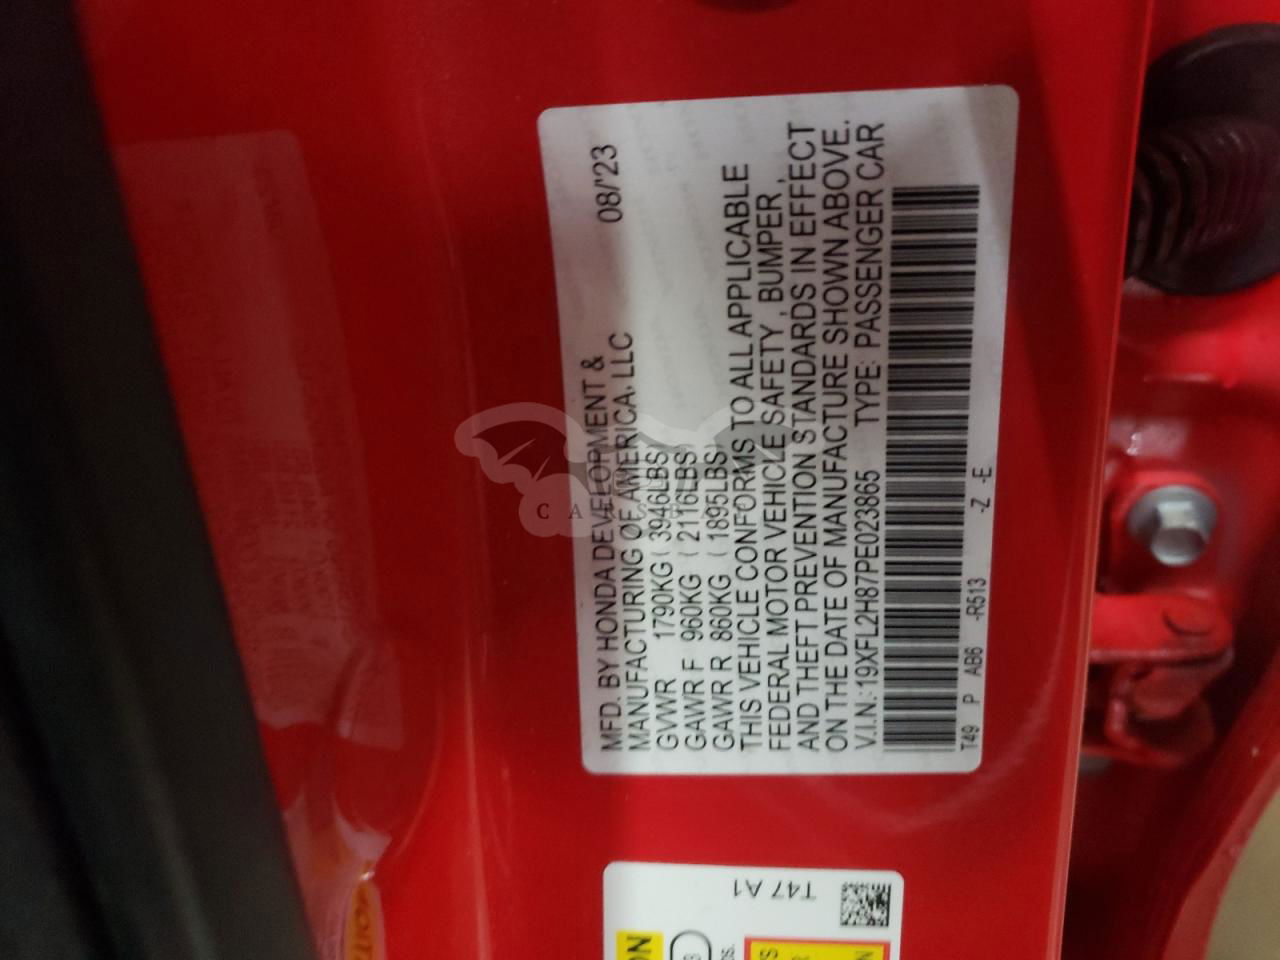 MFD. BY HONDA DEVELOPMENT & 08/'23
MANUFACTURING OF AMERICA, LLC
GVWR 1790KG (3946LBS)
GAWR F 960KG (2116LBS)
GAWR R 860KG (1895LBS)
THIS VEHICLE CONFORMS TO ALL APPLICABLE
FEDERAL MOTOR VEHICLE SAFETY, BUMPER,
AND THEFT PREVENTION STANDARDS IN EFFECT
ON THE DATE OF MANUFACTURE SHOWN ABOVE.
V.I.N.: 19XFL2H87PE023865 TYPE: PASSENGER CAR
T49 P AB6 -R513 -Z -E
T47 A1